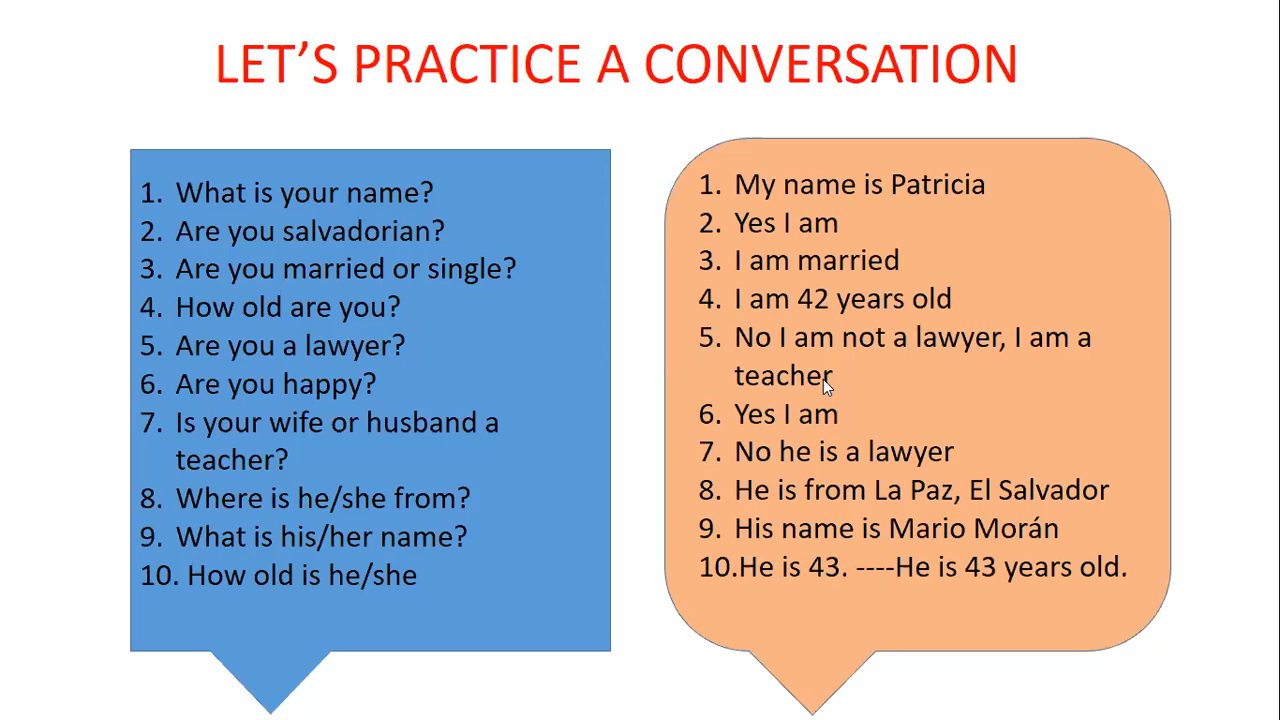 LET'S PRACTICE A CONVERSATION
1. What is your name?
2. Are you salvadorian?
3. Are you married or single?
4. How old are you?
5. Are you a lawyer?
6. Are you happy?
7. Is your wife or husband a
teacher?
8. Where is he/she from?
9. What is his/her name?
10. How old is he/she
1. My name is Patricia
2. Yes I am
3. I am married
4. I am 42 years old
5. No I am not a lawyer, I am a
teacher
6. Yes I am
7. No he is a lawyer
8. He is from La Paz, El Salvador
9. His name is Mario Morán
10.He is 43. ----He is 43 years old.